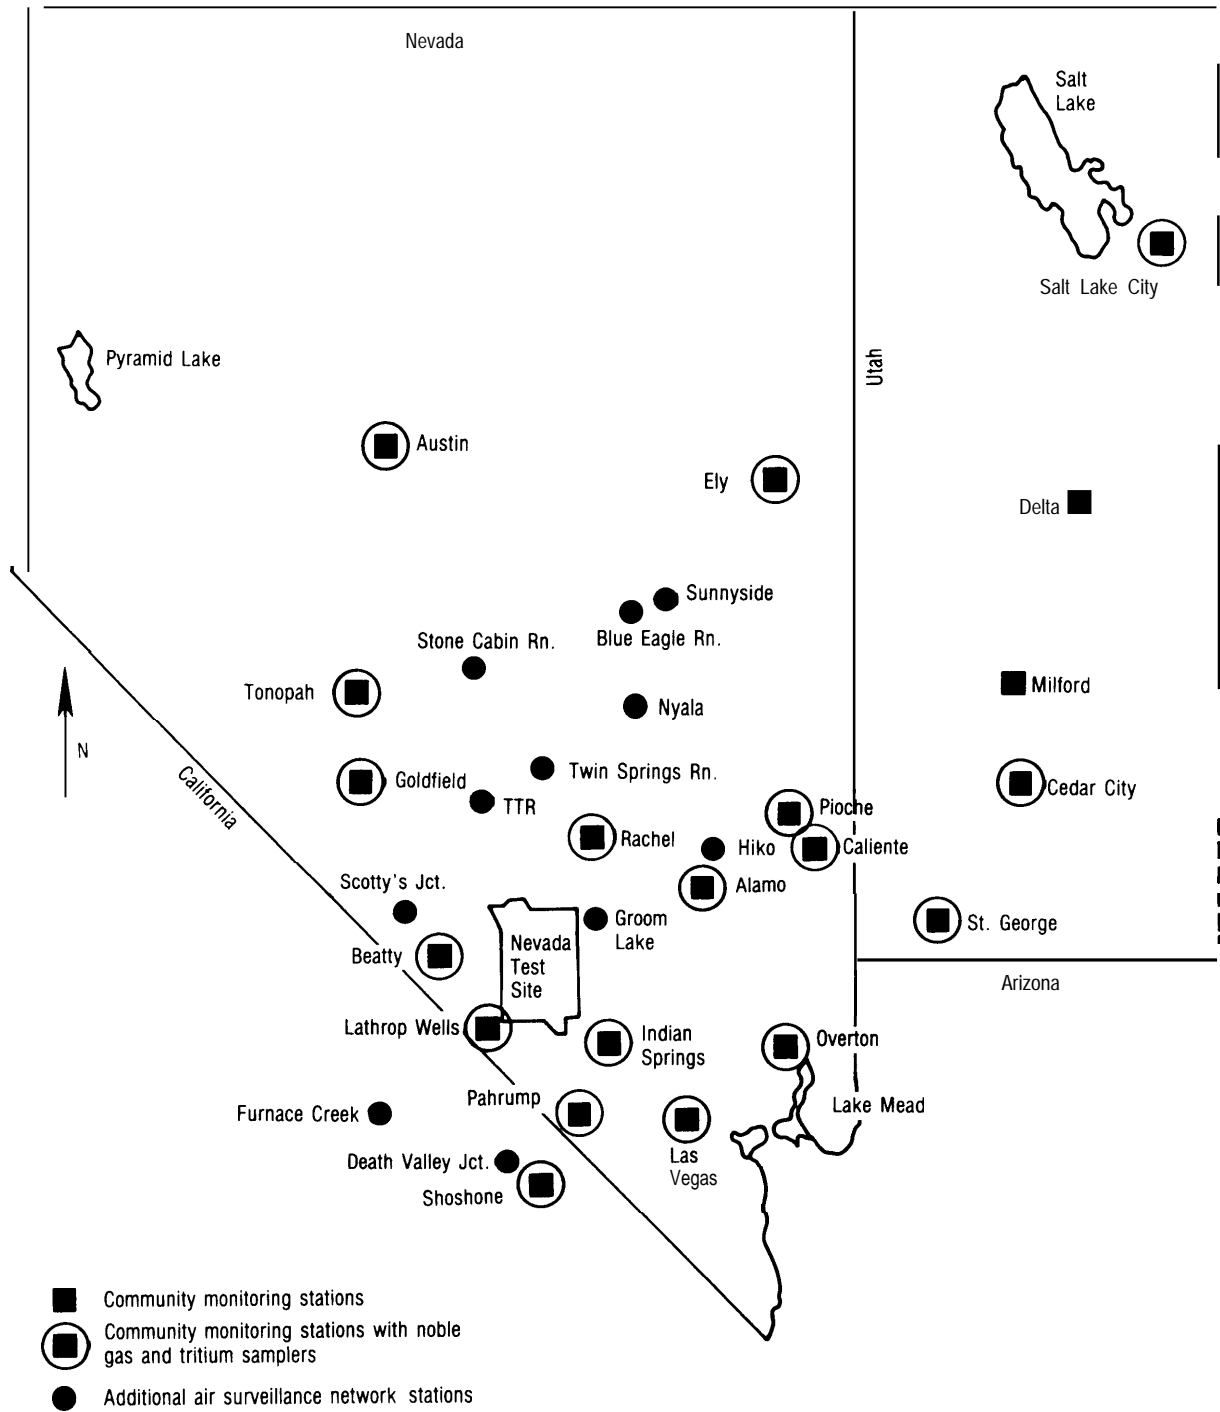 Nevada
Salt
Lake
Salt Lake City
Pyramid Lake
Utah
Austin
Ely
Delta
Sunnyside
Blue Eagle Rn.
Stone Cabin Rn.
Tonopah
Milford
Nyala
N
California
Goldfield
Twin Springs Rn.
TTR
Cedar City
Pioche
Rachel
Hiko
Caliente
Scotty's Jct.
Alamo
Groom
Lake
St. George
Nevada
Test
Site
Beatty
Arizona
Lathrop Wells
Indian
Springs
Overton
Pahrump
Furnace Creek
Lake Mead
Las
Vegas
Death Valley Jct.
Shoshone
Community monitoring stations
Community monitoring stations with noble
gas and tritium samplers
Additional air surveillance network stations